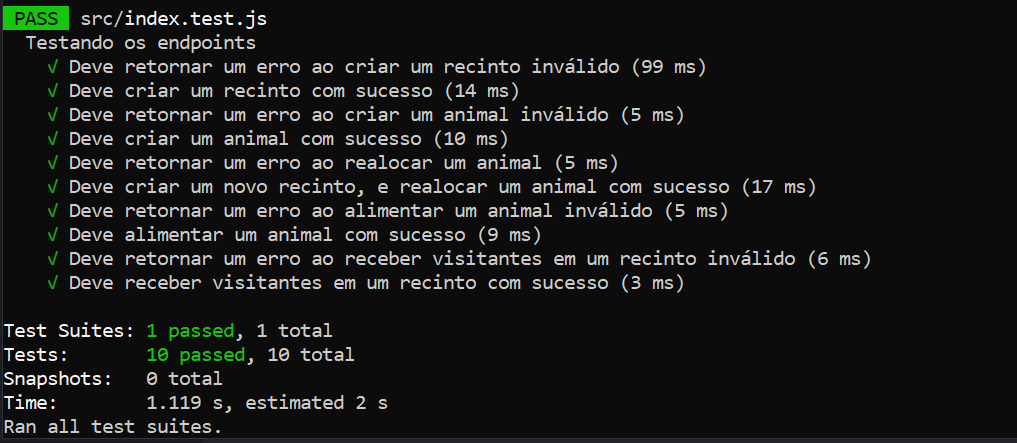 PASS src/index.test.js
Testando os endpoints
√ Deve retornar um erro ao criar um recinto inválido (99 ms)
√ Deve criar um recinto com sucesso (14 ms)
√ Deve retornar um erro ao criar um animal inválido (5 ms)
√ Deve criar um animal com sucesso (10 ms)
√ Deve retornar um erro ao realocar um animal (5 ms)
√ Deve criar um novo recinto, e realocar um animal com sucesso (17 ms)
√ Deve retornar um erro ao alimentar um animal inválido (5 ms)
√ Deve alimentar um animal com sucesso (9 ms)
√ Deve retornar um erro ao receber visitantes em um recinto inválido (6 ms)
√ Deve receber visitantes em um recinto com sucesso (3 ms)
Test Suites: 1 passed, 1 total
Tests: 10 passed, 10 total
Snapshots: 0 total
Time: 1.119 s, estimated 2 s
Ran all test suites.